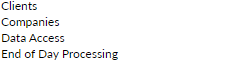 Clients
Companies
Data Access
End of Day Processing